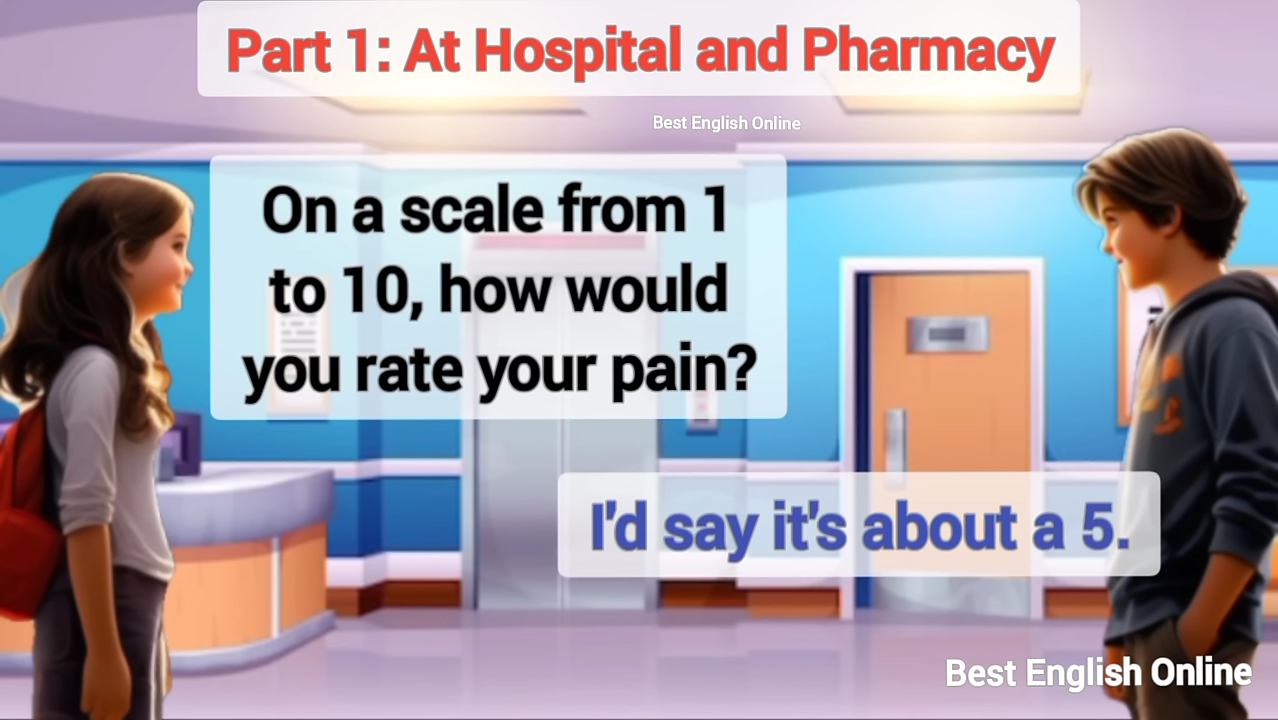 Part 1: At Hospital and Pharmacy
Best English Online
On a scale from 1
to 10, how would
you rate your pain?
I'd say it's about a 5.
Best English Online